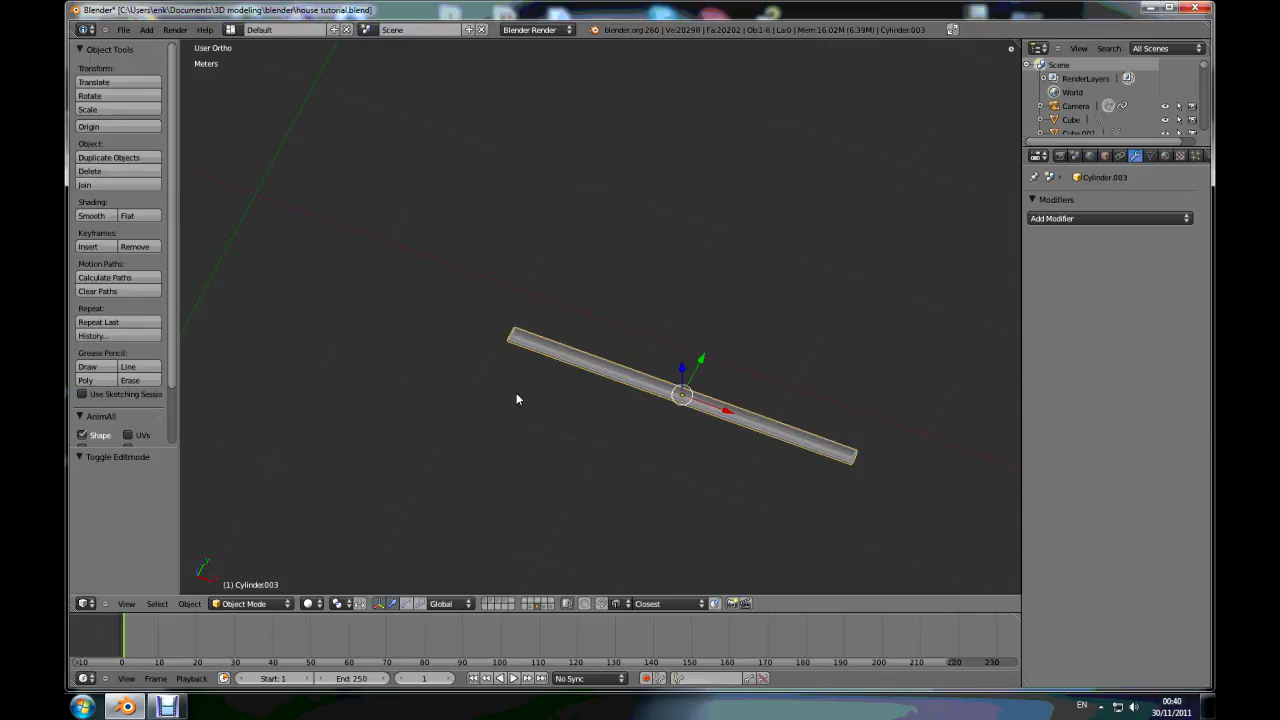 Blender* [C:\Users\erik\Documents\3D modeling\blender\house tutorial.blend]
File Add Render Help Default Scene Blender Render blender.org 260 | Ve:20298 | Fa:20202 | Ob:1-8 | La:0 | Mem:16.02M (6.39M) | Cylinder.003
Object Tools
Transform:
Translate
Rotate
Scale
Origin
Object:
Duplicate Objects
Delete
Join
Shading:
Smooth Flat
Keyframes:
Insert Remove
Motion Paths:
Calculate Paths
Clear Paths
Repeat:
Repeat Last
History...
Grease Pencil:
Draw Line
Poly Erase
Use Sketching Sessio
AnimAll
Shape UVs
Toggle Editmode
User Ortho
Meters
(1) Cylinder.003
View Select Object Object Mode Global Closest
View Search All Scenes
Scene
RenderLayers
World
Camera
Cube
Cube.001
Cylinder.003
Modifiers
Add Modifier
-10 0 10 20 30 40 50 60 70 80 90 100 110 120 130 140 150 160 170 180 190 200 210 220 230
View Frame Playback Start: 1 End: 250 1 No Sync
EN 00:40
30/11/2011